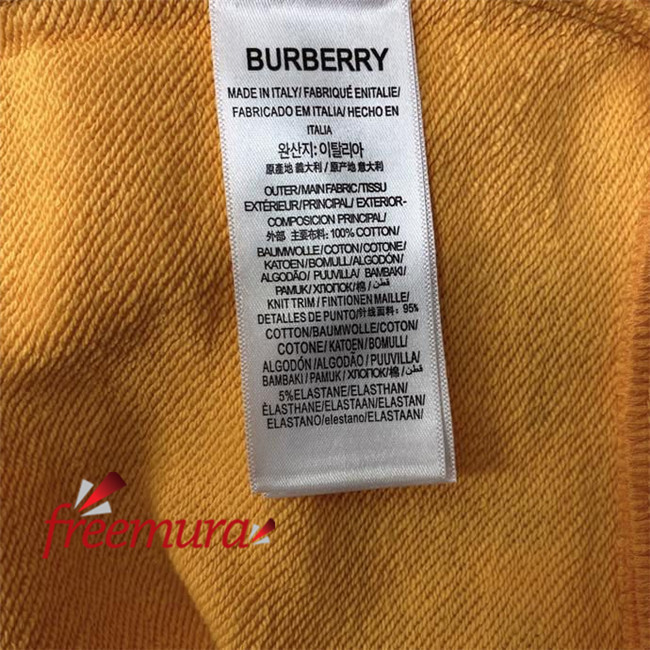 BURBERRY
MADE IN ITALY/ FABRIQUÉ ENITALIE/
FABRICADO EM ITALIA/ HECHO EN
ITALIA
완산지: 이탈리아
原產地 義大利 / 原产地 意大利
OUTER/MAIN FABRIC/TISSU
EXTÉRIEUR/PRINCIPAL/ EXTERIOR-
COMPOSICION PRINCIPAL/
外部 主要布料: 100% COTTON/
BAUMWOLLE/COTON/COTONE/
KATOEN/BOMULL/ALGODÓN/
ALGODÃO/ PUUVILLA/ BAMBAKI/
PAMUK/ ХЛОПОК/棉/ قطن/
KNIT TRIM / FINTIONEN MAILLE/
DETALLES DE PUNTO/针线面料: 95%
COTTON/BAUMWOLLE/COTON/
COTONE/ KATOEN/ BOMULL/
ALGODÓN/ALGODÃO/ PUUVILLA/
BAMBAKI / PAMUK / ХЛОПОК/棉 / قطن/
5%ELASTANE/ELASTHAN/
ÉLASTHANE/ELASTAAN/ELASTAN/
ELASTANO/elestano/ELASTAAN/
freemura